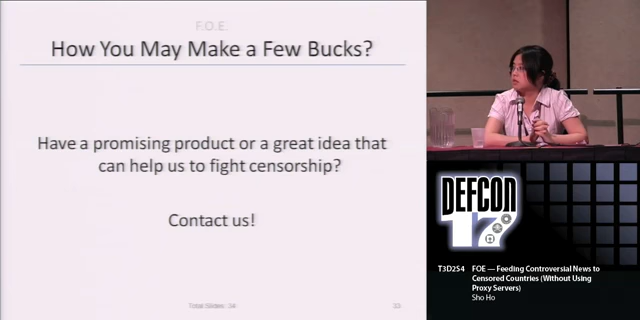 F.O.E.
How You May Make a Few Bucks?
Have a promising product or a great idea that
can help us to fight censorship?
Contact us!
Total Slides: 34
33
DEFCON
17
T3D2S4
FOE — Feeding Controversial News to
Censored Countries (Without Using
Proxy Servers)
Sho Ho